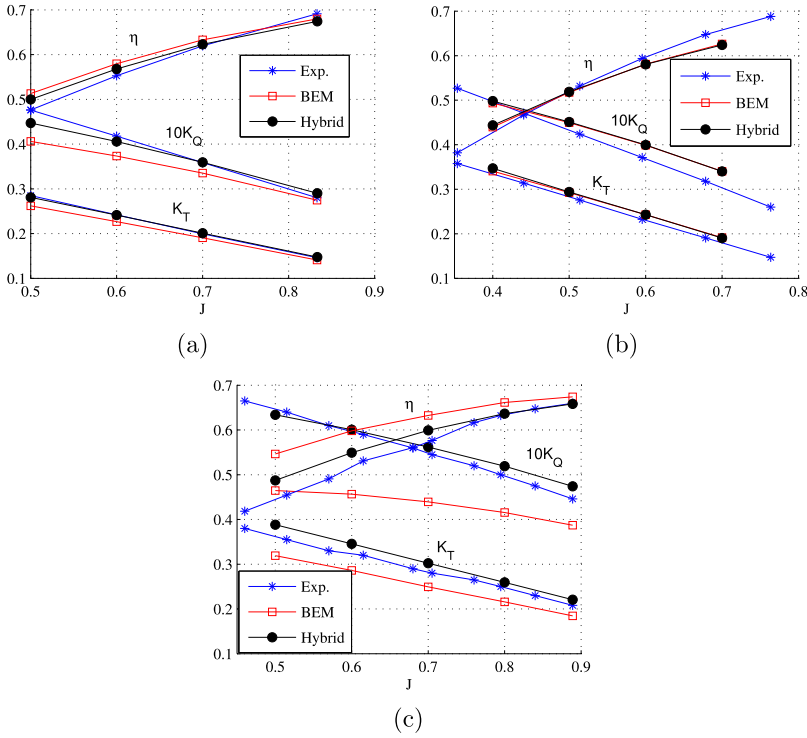 0.7
0.6
0.5
0.4
0.3
0.2
0.1
0.5
0.6
0.7
0.8
0.9
J
η
10K_Q
K_T
Exp.
BEM
Hybrid
(a)
0.7
0.6
0.5
0.4
0.3
0.2
0.1
0.4
0.5
0.6
0.7
0.8
J
η
10K_Q
K_T
Exp.
BEM
Hybrid
(b)
0.7
0.6
0.5
0.4
0.3
0.2
0.1
0.5
0.6
0.7
0.8
0.9
J
η
10K_Q
K_T
Exp.
BEM
Hybrid
(c)